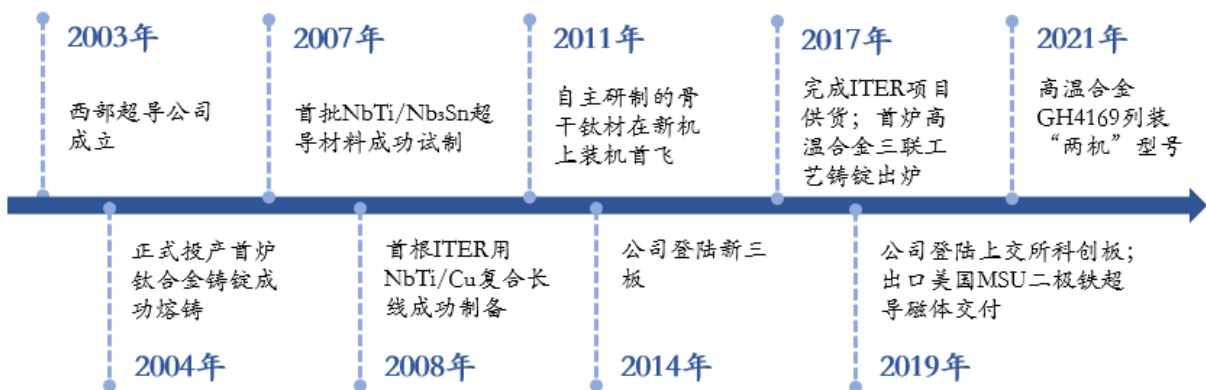 2003年
西部超导公司
成立
2004年
正式投产首炉
钛合金铸锭成
功熔铸
2007年
首批NbTi/Nb₃Sn超
导材料成功试制
2008年
首根ITER用
NbTi/Cu复合长
线成功制备
2011年
自主研制的骨
干钛材在新机
上装机首飞
2014年
公司登陆新三
板
2017年
完成ITER项目
供货；首炉高
温合金三联工
艺铸锭出炉
2019年
公司登陆上交所科创板；
出口美国MSU二极铁超
导磁体交付
2021年
高温合金
GH4169列装
“两机”型号